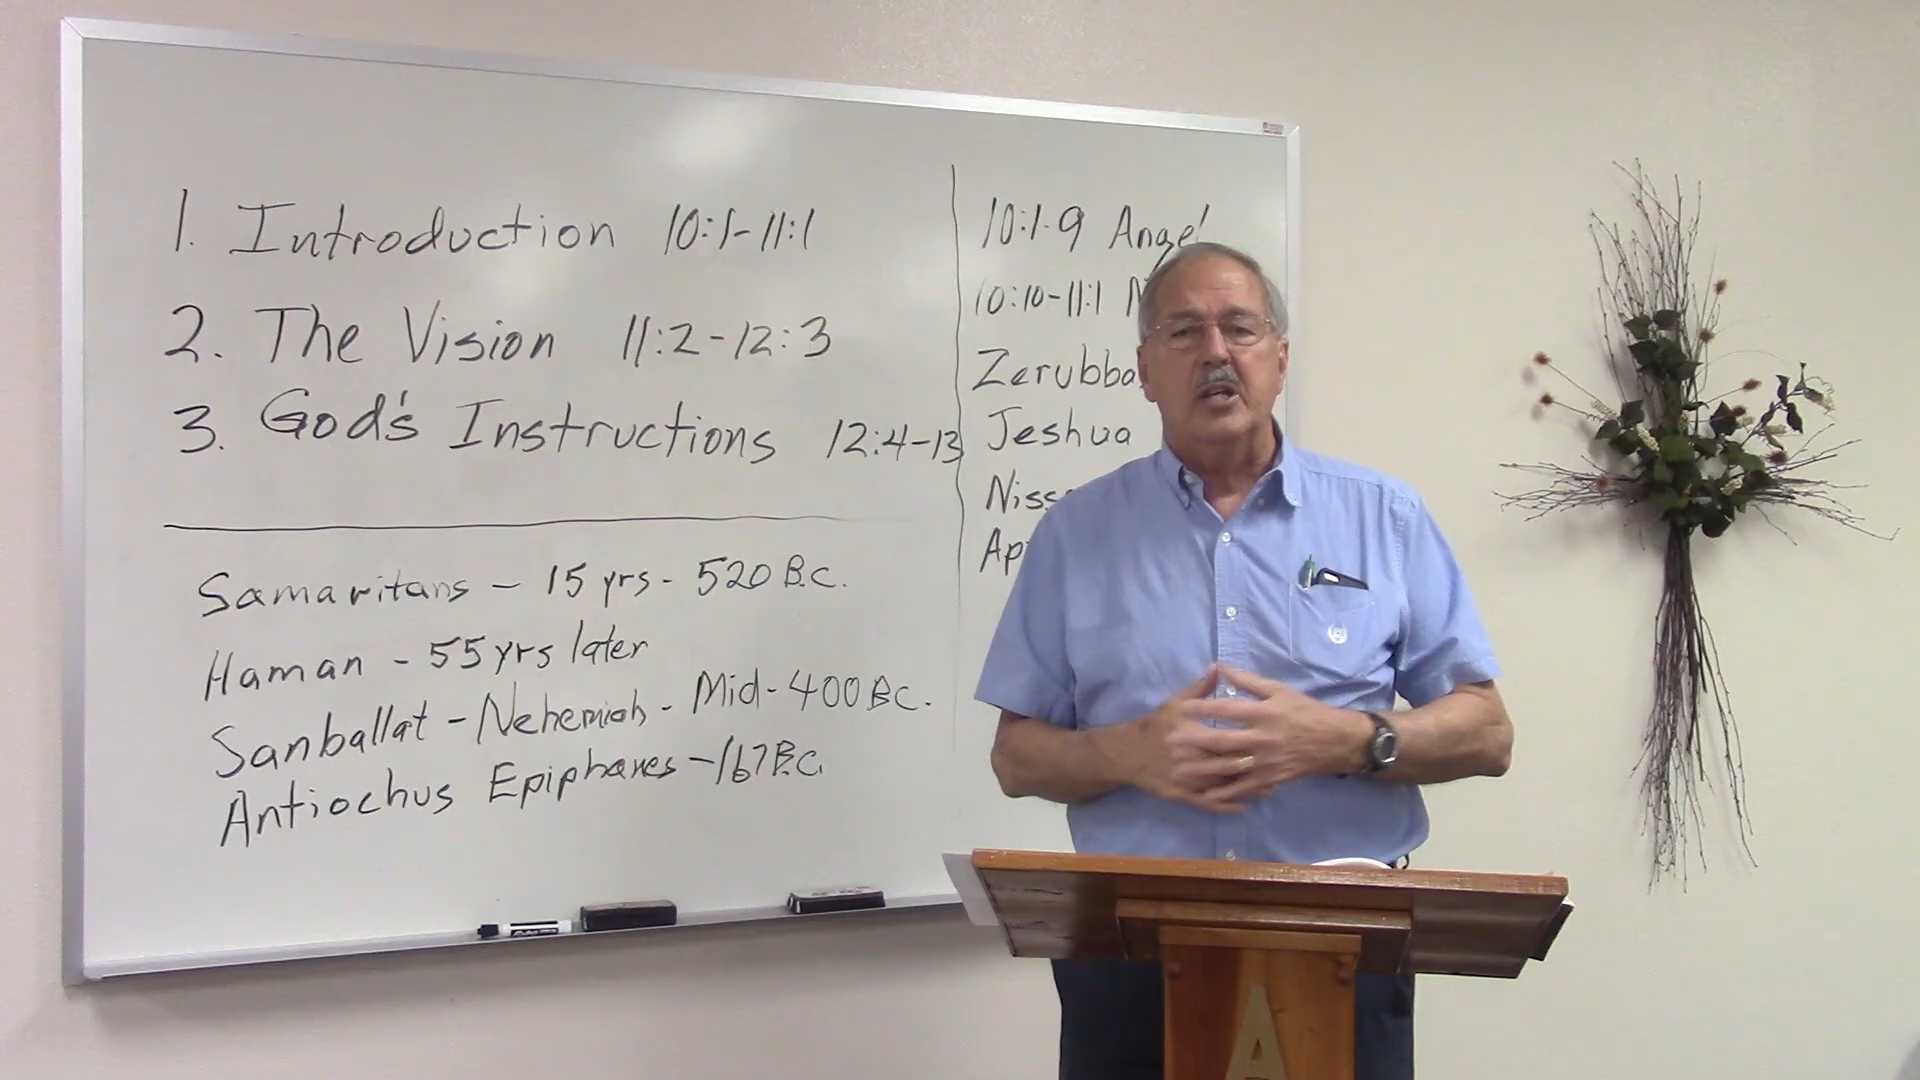 1. Introduction 10:1-11:1
2. The Vision 11:2-12:3
3. God's Instructions 12:4-13
Samaritans - 15 yrs - 520 B.C.
Haman - 55 yrs later
Sanballat - Nehemiah - Mid-400 BC.
Antiochus Epiphanes - 167 B.C.
10:1-9 Angel
10:10-11:1
Jeshua
A